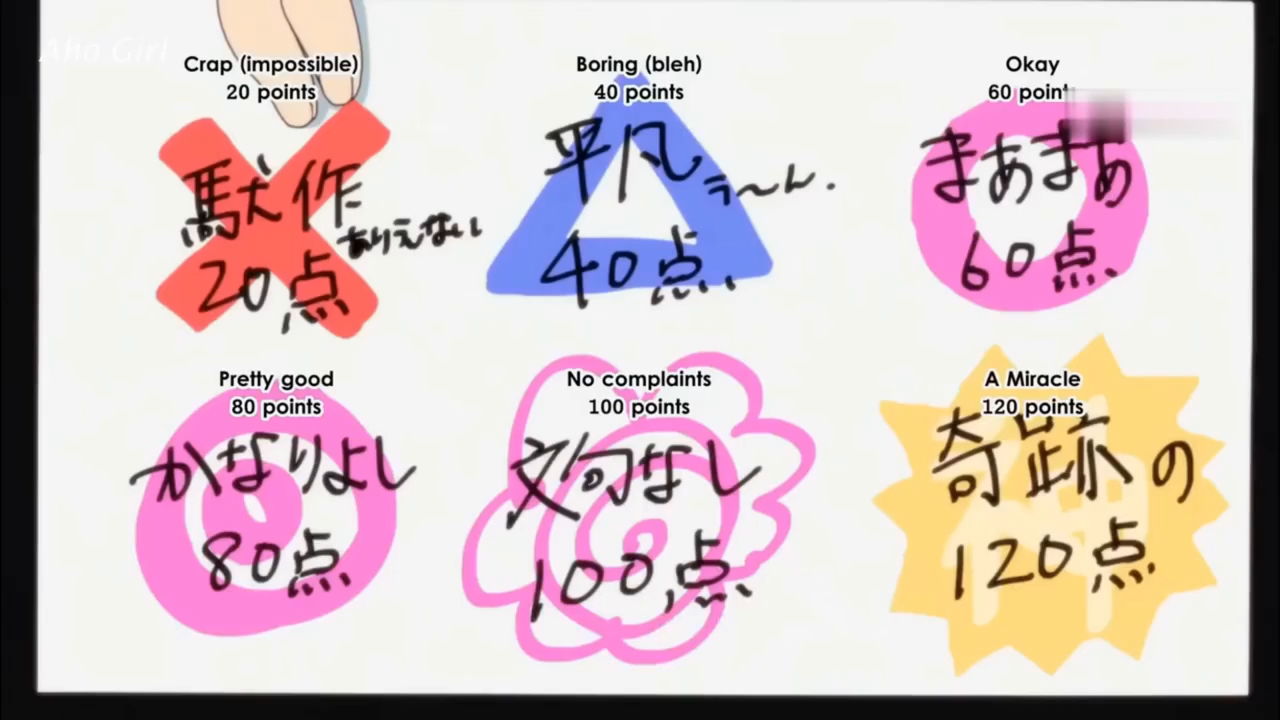 Aho Girl
Crap (impossible)
20 points
駄作
ありえない
20点
Boring (bleh)
40 points
平凡
う〜ん.
40点
Okay
60 point
まあまあ
60点
Pretty good
80 points
かなりよし
80点
No complaints
100 points
文句なし
100点
A Miracle
120 points
奇跡の
120点
神